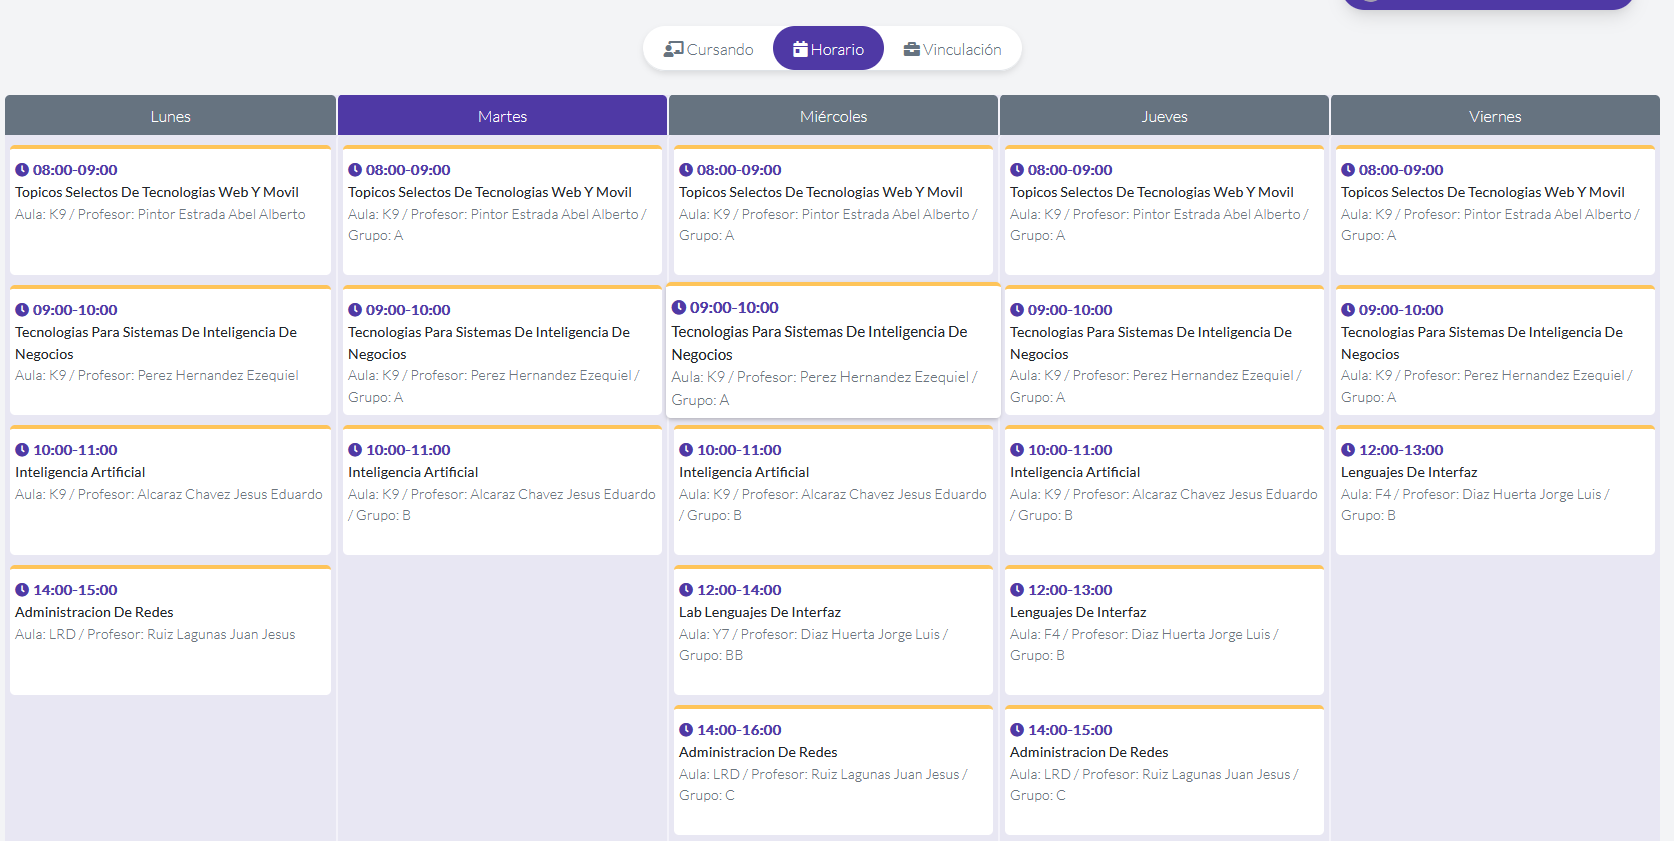 Cursando
Horario
Vinculación
Lunes
08:00-09:00
Topicos Selectos De Tecnologias Web Y Movil
Aula: K9 / Profesor: Pintor Estrada Abel Alberto
09:00-10:00
Tecnologias Para Sistemas De Inteligencia De
Negocios
Aula: K9 / Profesor: Perez Hernandez Ezequiel
10:00-11:00
Inteligencia Artificial
Aula: K9 / Profesor: Alcaraz Chavez Jesus Eduardo
14:00-15:00
Administracion De Redes
Aula: LRD / Profesor: Ruiz Lagunas Juan Jesus
Martes
08:00-09:00
Topicos Selectos De Tecnologias Web Y Movil
Aula: K9 / Profesor: Pintor Estrada Abel Alberto /
Grupo: A
09:00-10:00
Tecnologias Para Sistemas De Inteligencia De
Negocios
Aula: K9 / Profesor: Perez Hernandez Ezequiel /
Grupo: A
10:00-11:00
Inteligencia Artificial
Aula: K9 / Profesor: Alcaraz Chavez Jesus Eduardo
/ Grupo: B
Miércoles
08:00-09:00
Topicos Selectos De Tecnologias Web Y Movil
Aula: K9 / Profesor: Pintor Estrada Abel Alberto /
Grupo: A
09:00-10:00
Tecnologias Para Sistemas De Inteligencia De
Negocios
Aula: K9 / Profesor: Perez Hernandez Ezequiel /
Grupo: A
10:00-11:00
Inteligencia Artificial
Aula: K9 / Profesor: Alcaraz Chavez Jesus Eduardo
/ Grupo: B
12:00-14:00
Lab Lenguajes De Interfaz
Aula: Y7 / Profesor: Diaz Huerta Jorge Luis /
Grupo: BB
14:00-16:00
Administracion De Redes
Aula: LRD / Profesor: Ruiz Lagunas Juan Jesus /
Grupo: C
Jueves
08:00-09:00
Topicos Selectos De Tecnologias Web Y Movil
Aula: K9 / Profesor: Pintor Estrada Abel Alberto /
Grupo: A
09:00-10:00
Tecnologias Para Sistemas De Inteligencia De
Negocios
Aula: K9 / Profesor: Perez Hernandez Ezequiel /
Grupo: A
10:00-11:00
Inteligencia Artificial
Aula: K9 / Profesor: Alcaraz Chavez Jesus Eduardo
/ Grupo: B
12:00-13:00
Lenguajes De Interfaz
Aula: F4 / Profesor: Diaz Huerta Jorge Luis /
Grupo: B
14:00-15:00
Administracion De Redes
Aula: LRD / Profesor: Ruiz Lagunas Juan Jesus /
Grupo: C
Viernes
08:00-09:00
Topicos Selectos De Tecnologias Web Y Movil
Aula: K9 / Profesor: Pintor Estrada Abel Alberto /
Grupo: A
09:00-10:00
Tecnologias Para Sistemas De Inteligencia De
Negocios
Aula: K9 / Profesor: Perez Hernandez Ezequiel /
Grupo: A
12:00-13:00
Lenguajes De Interfaz
Aula: F4 / Profesor: Diaz Huerta Jorge Luis /
Grupo: B